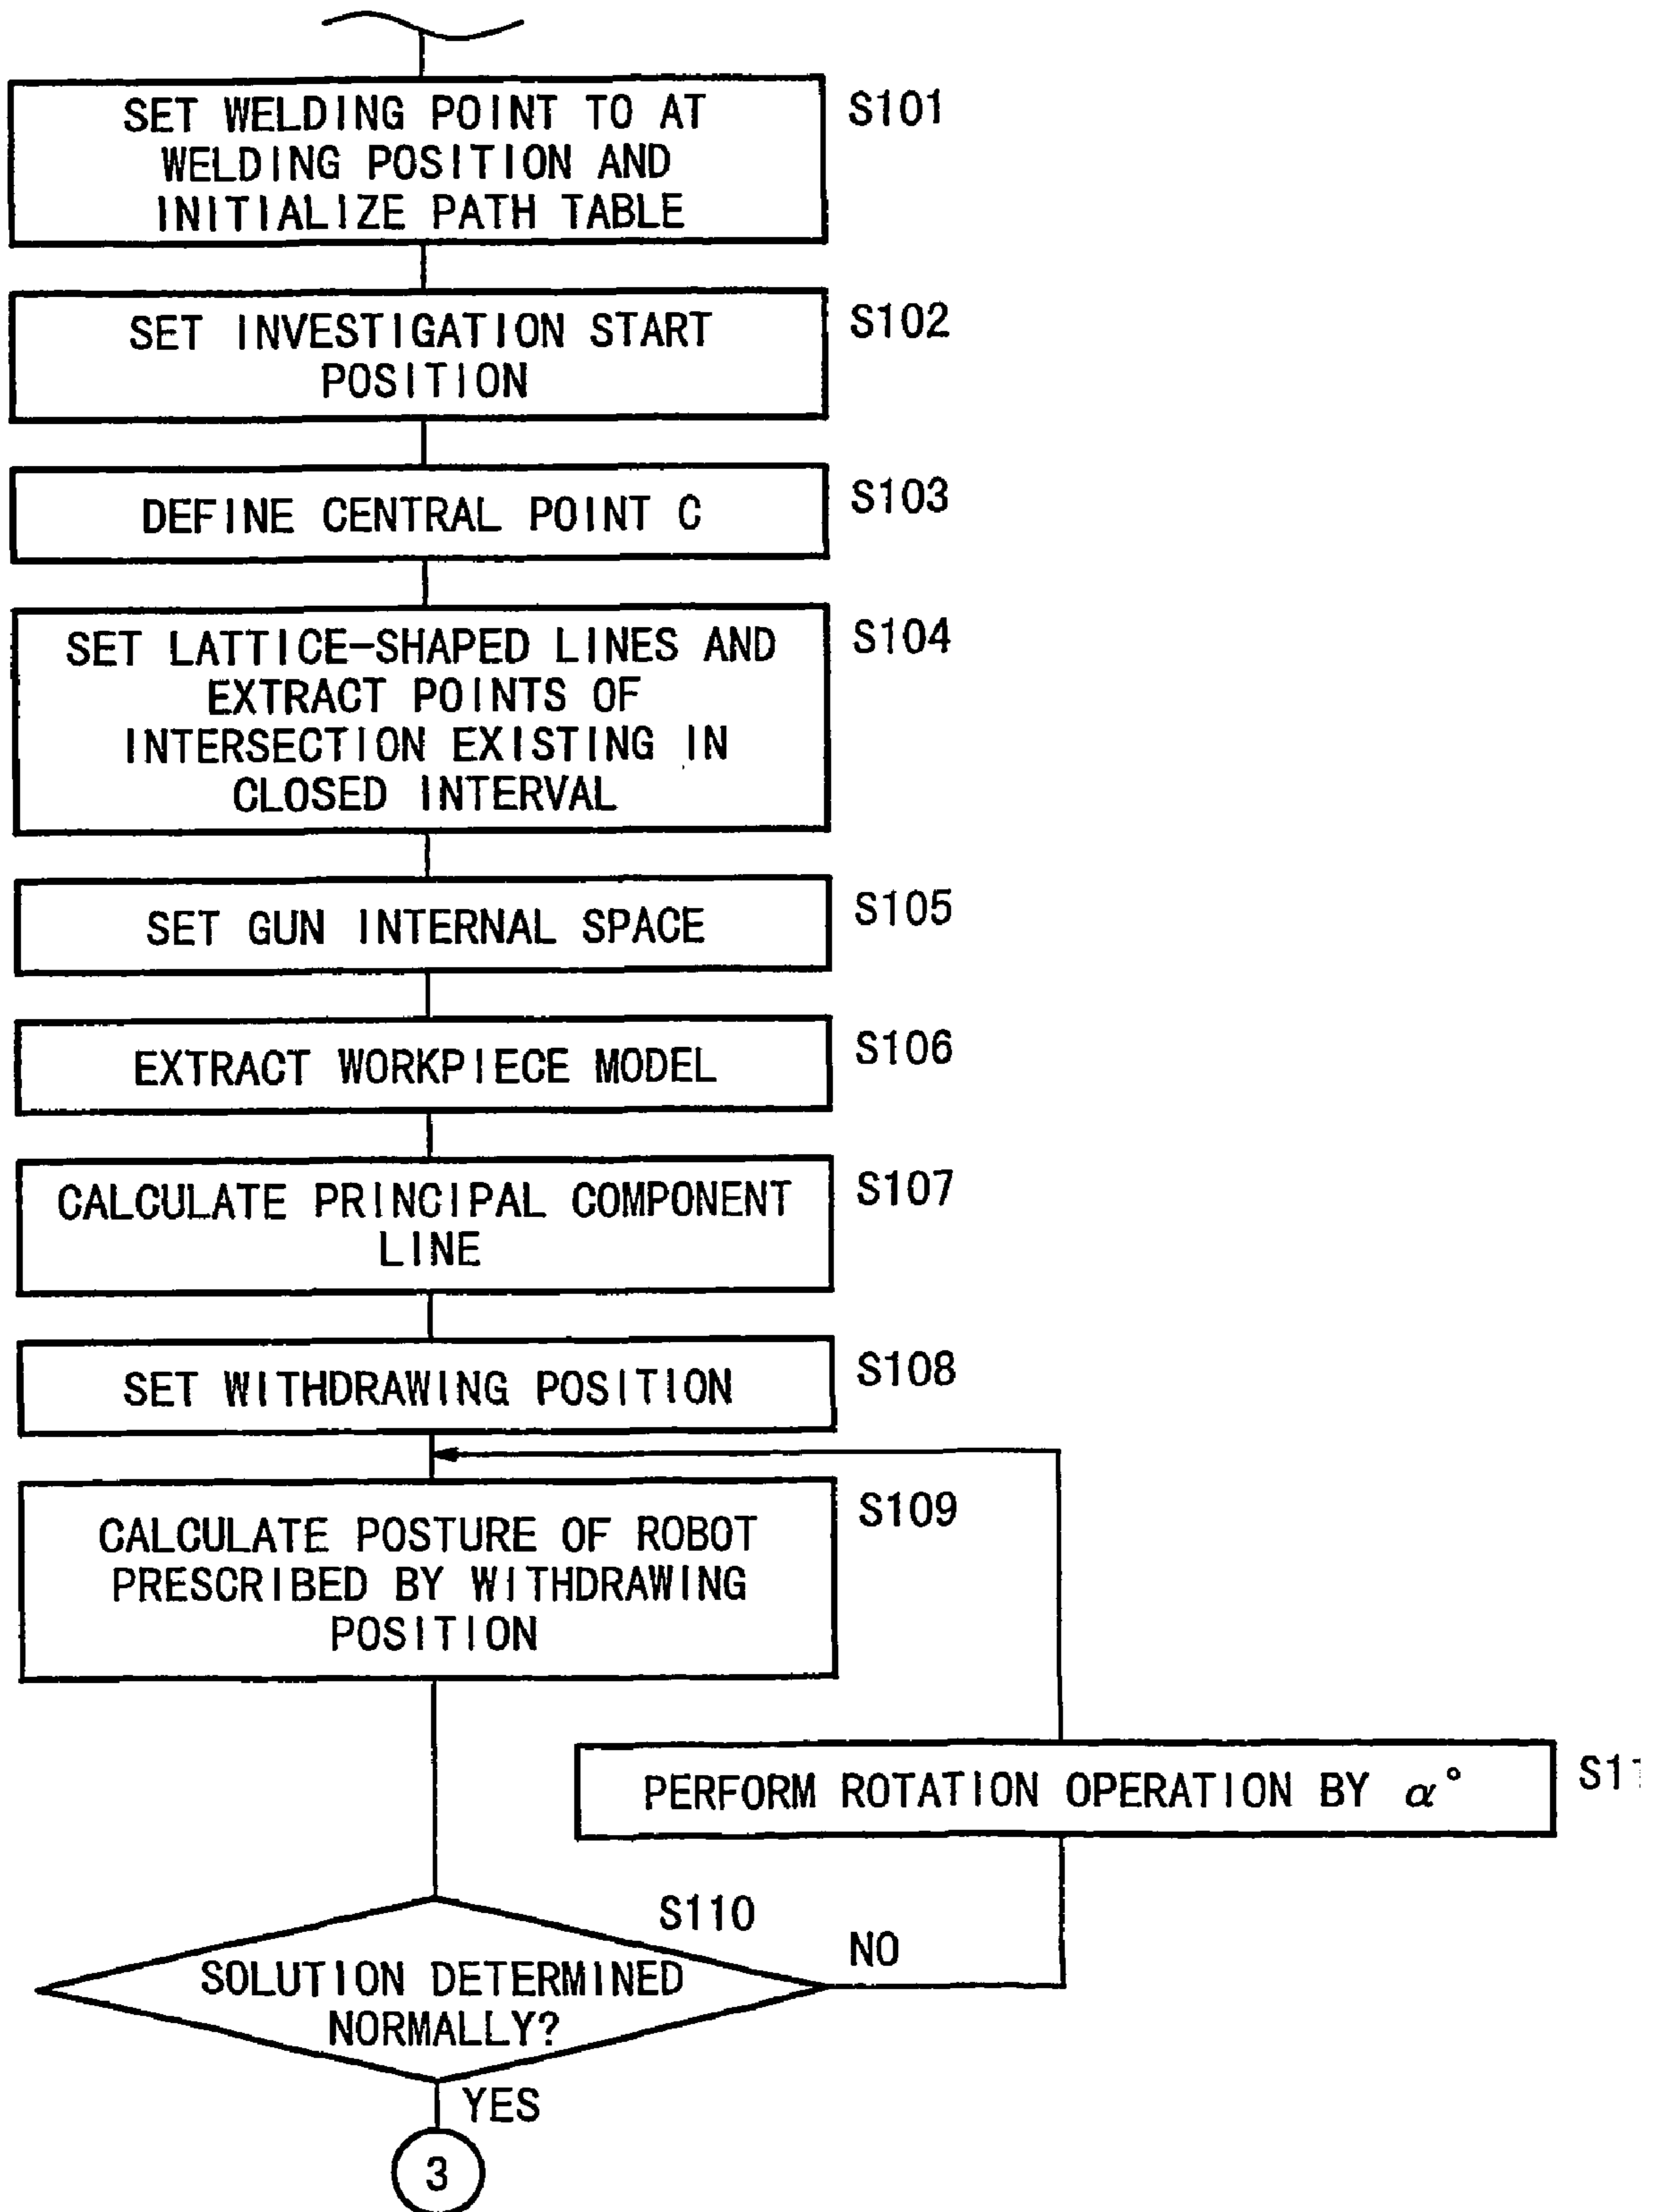 SET WELDING POINT TO AT
WELDING POSITION AND
INITIALIZE PATH TABLE
S101
SET INVESTIGATION START
POSITION
S102
DEFINE CENTRAL POINT C
S103
SET LATTICE-SHAPED LINES AND
EXTRACT POINTS OF
INTERSECTION EXISTING IN
CLOSED INTERVAL
S104
SET GUN INTERNAL SPACE
S105
EXTRACT WORKPIECE MODEL
S106
CALCULATE PRINCIPAL COMPONENT
LINE
S107
SET WITHDRAWING POSITION
S108
CALCULATE POSTURE OF ROBOT
PRESCRIBED BY WITHDRAWING
POSITION
S109
PERFORM ROTATION OPERATION BY α°
S110
SOLUTION DETERMINED
NORMALLY?
NO
YES
3